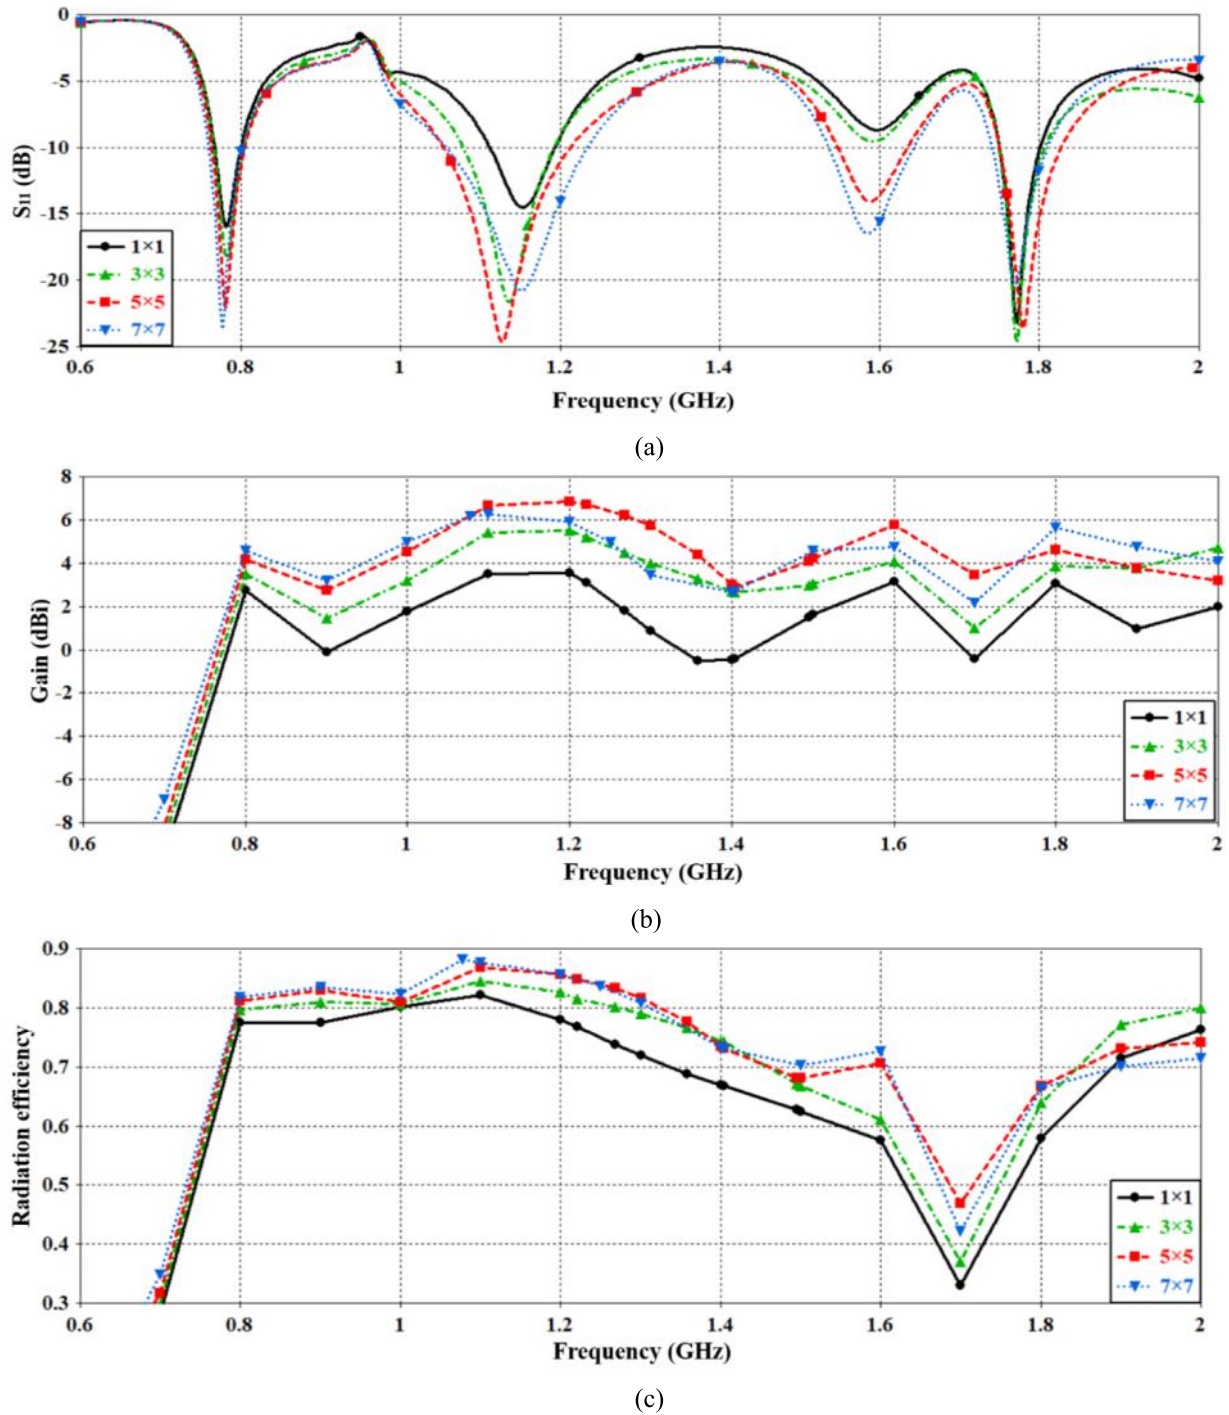 0
-5
-10
-15
-20
-25
S11 (dB)
1×1
3×3
5×5
7×7
0.6 0.8 1 1.2 1.4 1.6 1.8 2
Frequency (GHz)
(a)
8
6
4
2
0
-2
-4
-6
-8
Gain (dBi)
1×1
3×3
5×5
7×7
0.6 0.8 1 1.2 1.4 1.6 1.8 2
Frequency (GHz)
(b)
0.9
0.8
0.7
0.6
0.5
0.4
0.3
Radiation efficiency
1×1
3×3
5×5
7×7
0.6 0.8 1 1.2 1.4 1.6 1.8 2
Frequency (GHz)
(c)